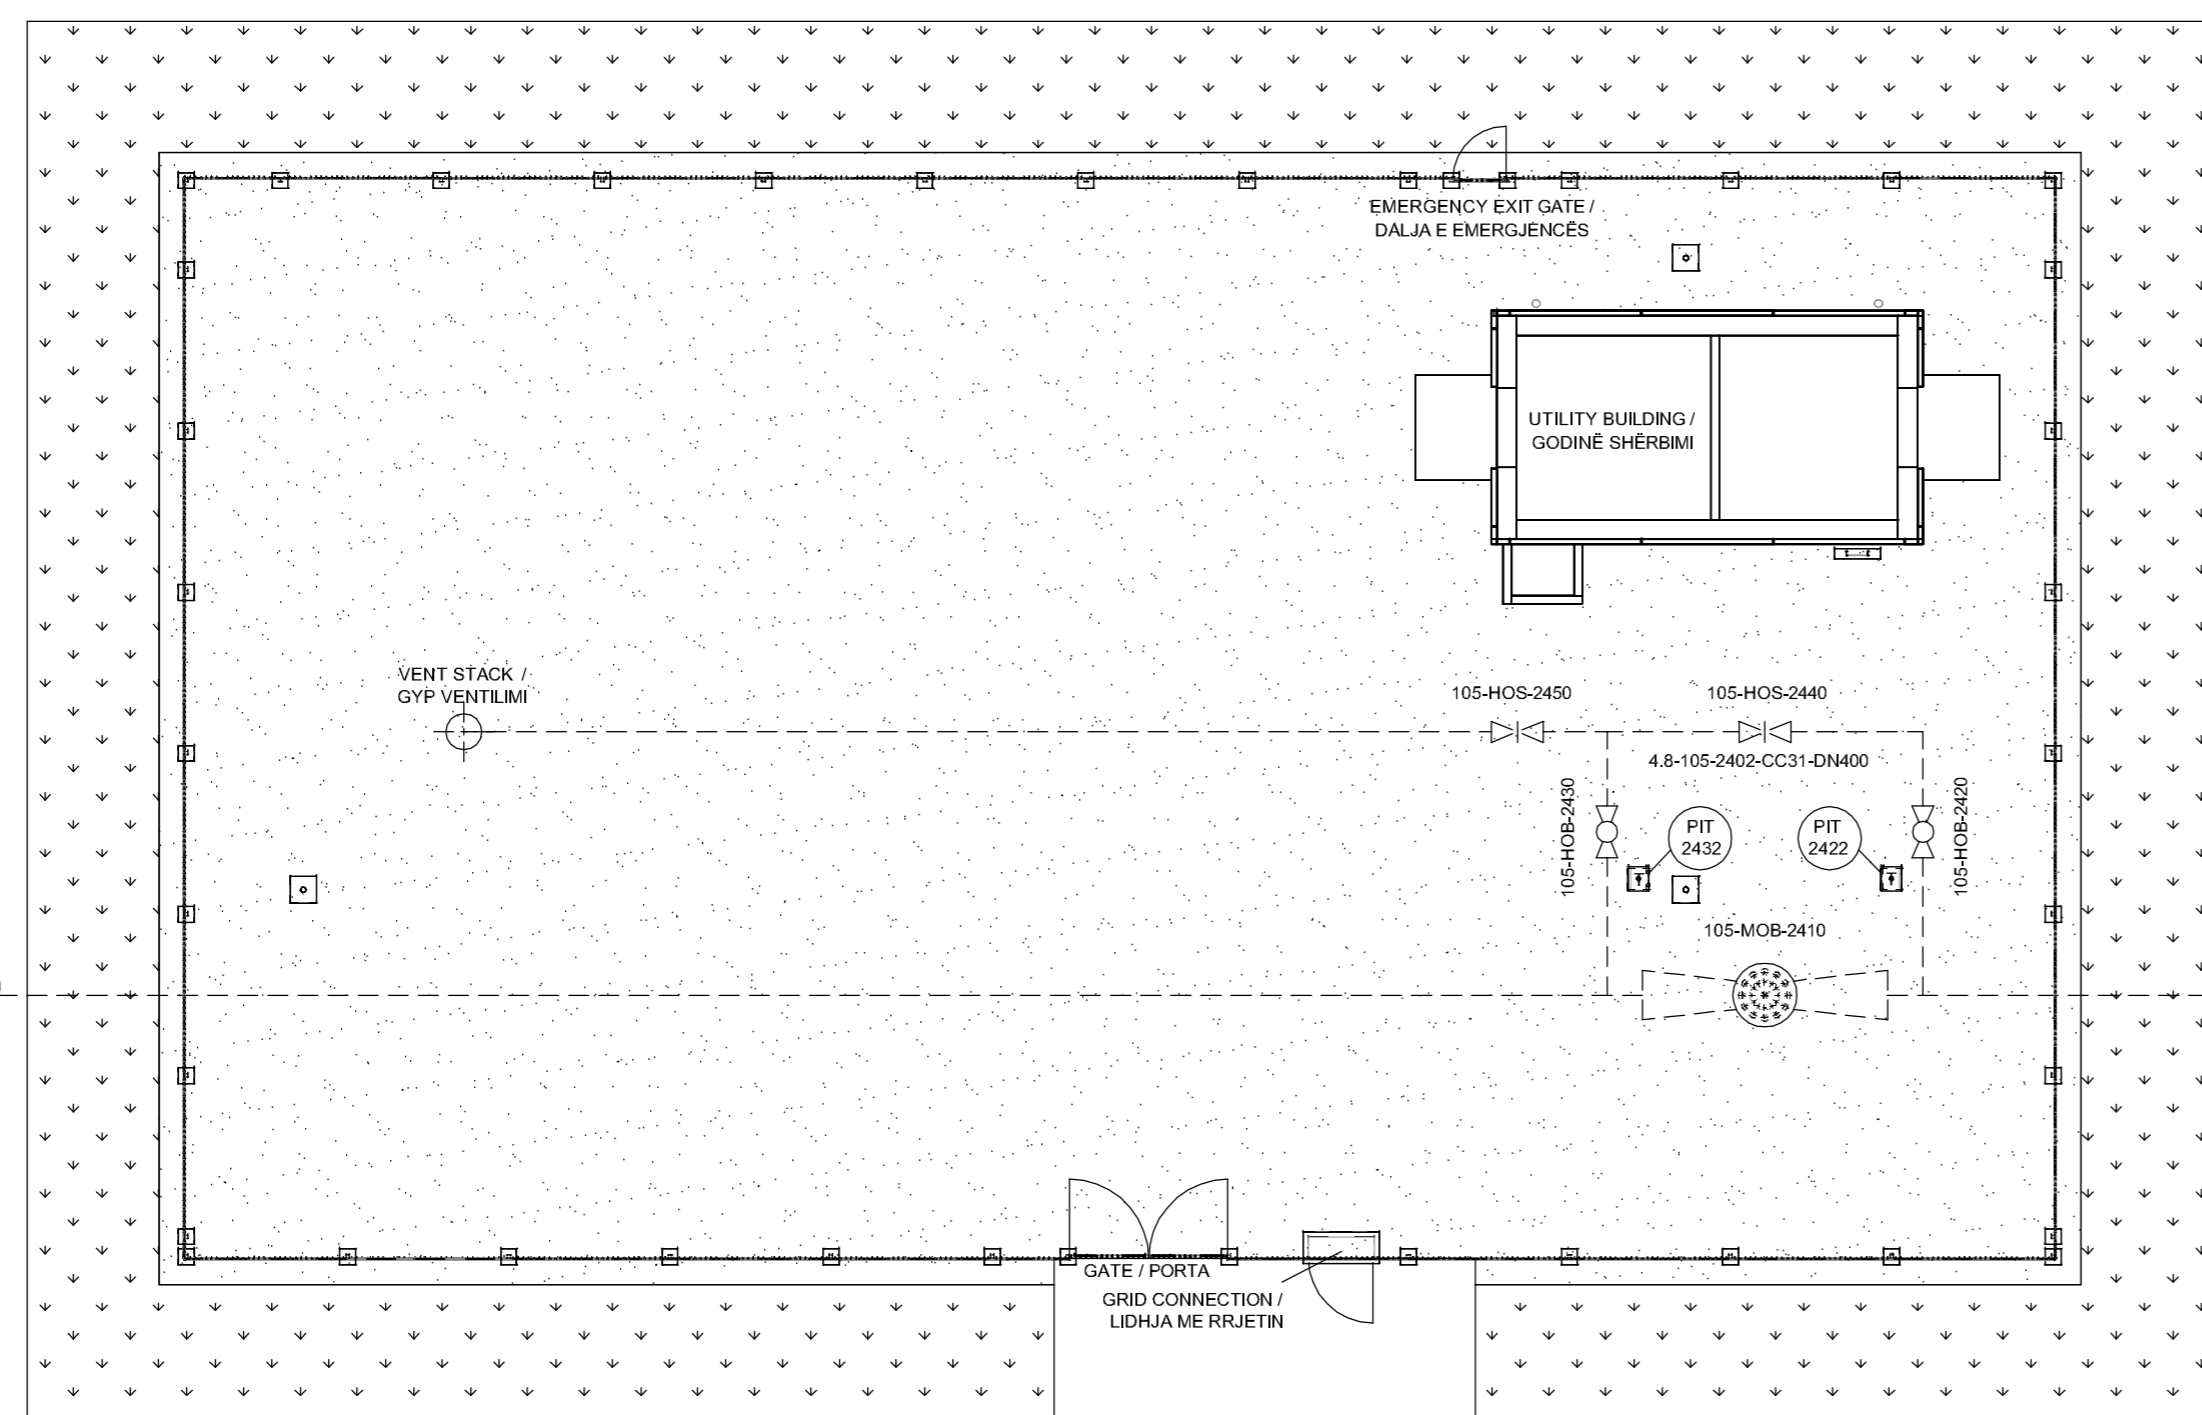 EMERGENCY EXIT GATE /
DALJA E EMERGJENCËS
UTILITY BUILDING /
GODINË SHËRBIMI
VENT STACK /
GYP VENTILIMI
105-HOS-2450
105-HOS-2440
4.8-105-2402-CC31-DN400
105-HOB-2430
PIT
2432
PIT
2422
105-HOB-2420
105-MOB-2410
GATE / PORTA
GRID CONNECTION /
LIDHJA ME RRJETIN